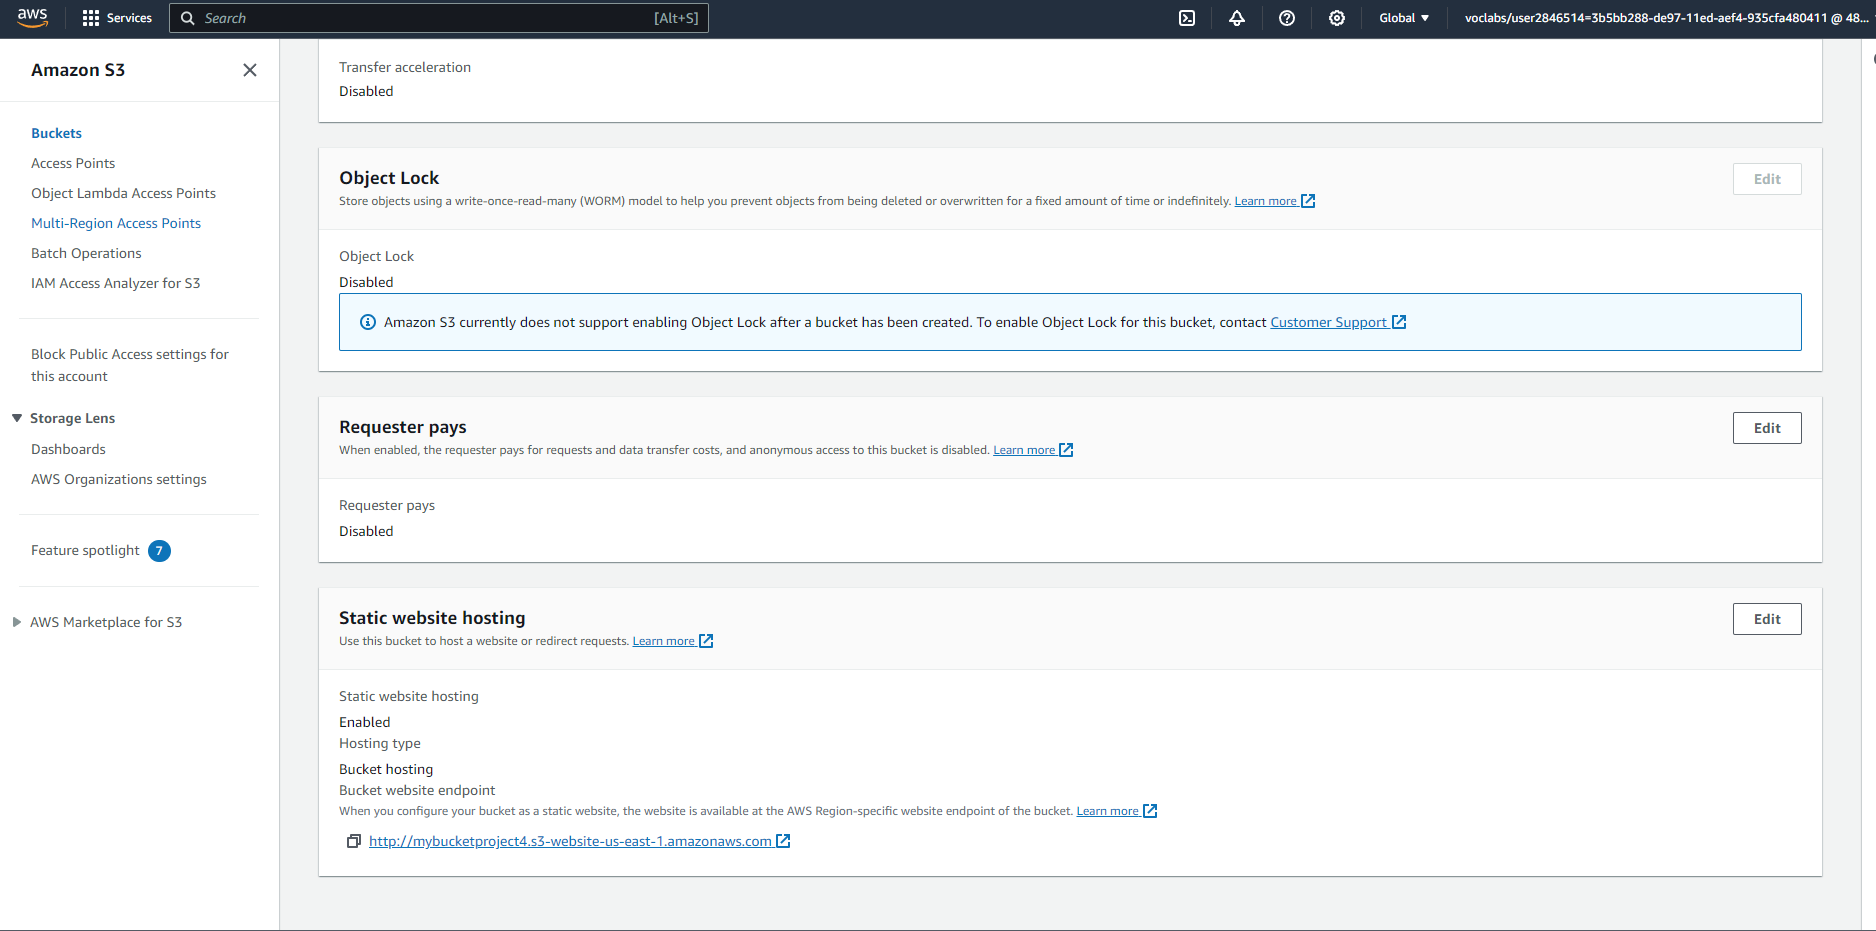 aws
Services
Search
[Alt+S]
Global
voclabs/user2846514=3b5bb288-de97-11ed-aef4-935cfa480411 @ 48...
Amazon S3
Buckets
Access Points
Object Lambda Access Points
Multi-Region Access Points
Batch Operations
IAM Access Analyzer for S3
Block Public Access settings for
this account
Storage Lens
Dashboards
AWS Organizations settings
Feature spotlight 7
AWS Marketplace for S3
Transfer acceleration
Disabled
Object Lock
Edit
Store objects using a write-once-read-many (WORM) model to help you prevent objects from being deleted or overwritten for a fixed amount of time or indefinitely. Learn more
Object Lock
Disabled
Amazon S3 currently does not support enabling Object Lock after a bucket has been created. To enable Object Lock for this bucket, contact Customer Support
Requester pays
Edit
When enabled, the requester pays for requests and data transfer costs, and anonymous access to this bucket is disabled. Learn more
Requester pays
Disabled
Static website hosting
Edit
Use this bucket to host a website or redirect requests. Learn more
Static website hosting
Enabled
Hosting type
Bucket hosting
Bucket website endpoint
When you configure your bucket as a static website, the website is available at the AWS Region-specific website endpoint of the bucket. Learn more
http://mybucketproject4.s3-website-us-east-1.amazonaws.com